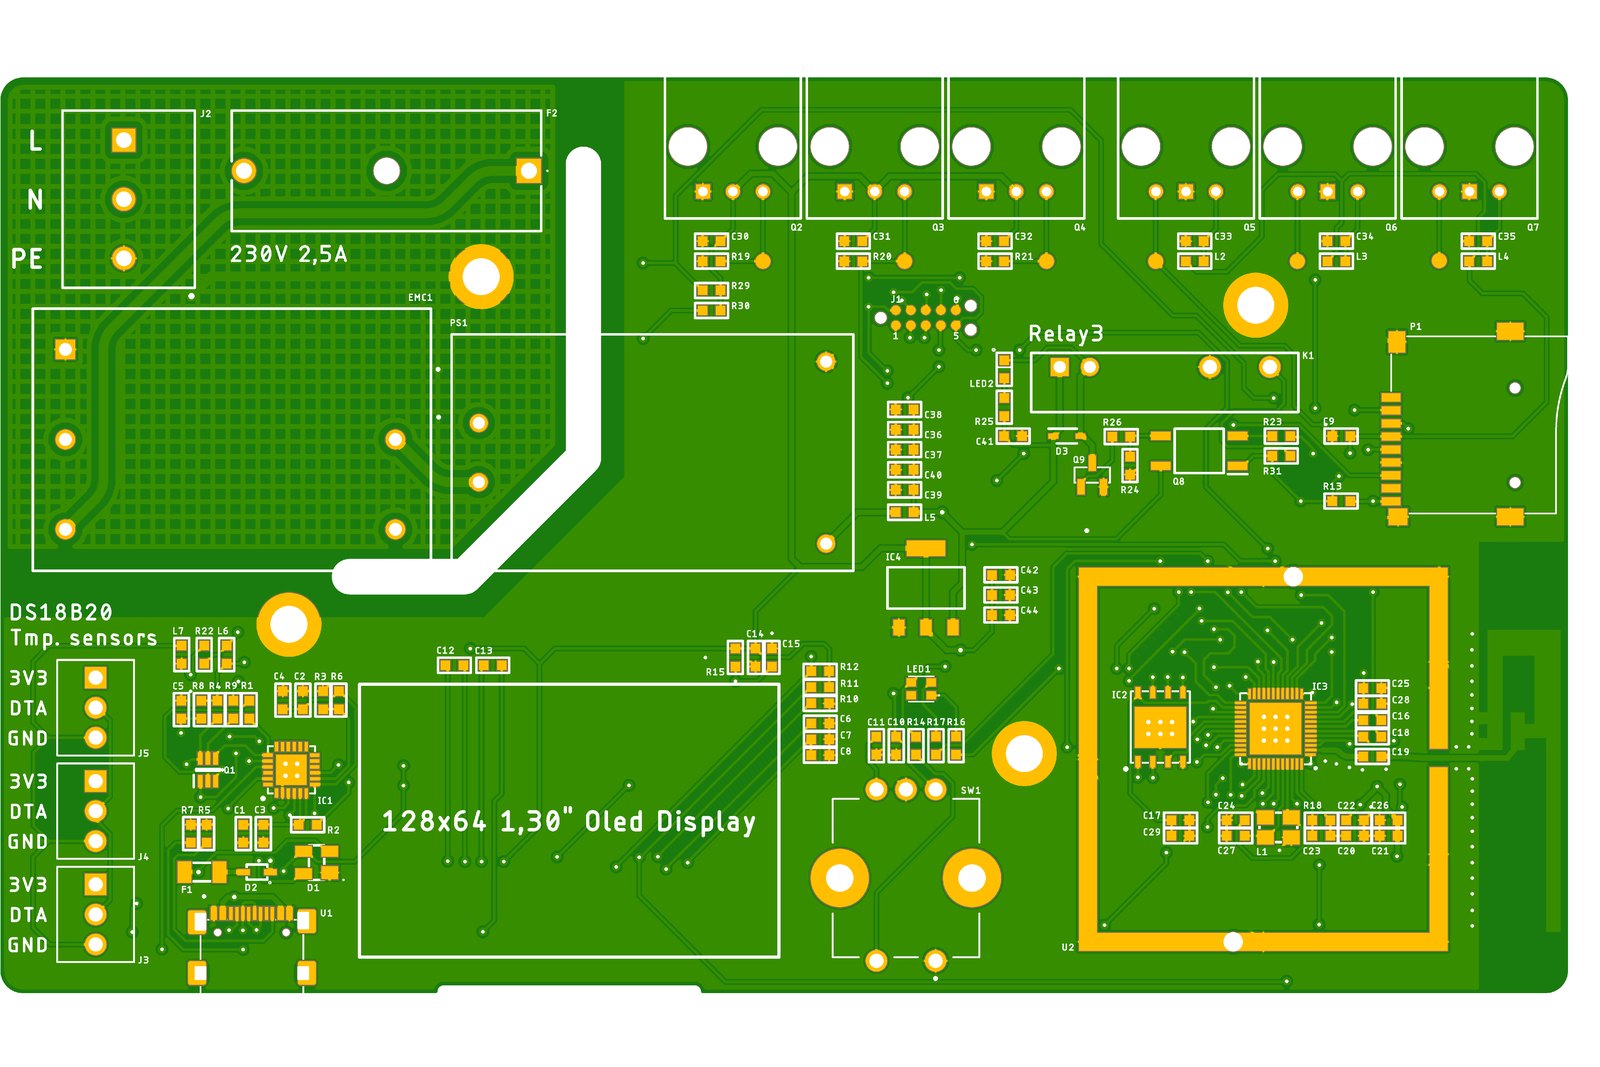 J2
F2
L
N
PE
230V 2,5A
EMC1
PS1
Q2
Q3
Q4
Q5
Q6
Q7
C30
C31
C32
C33
C34
C35
R19
R20
R21
L2
L3
L4
R29
R30
J1
6
1
5
Relay3
P1
K1
LED2
R25
C41
D3
Q9
R26
R24
Q8
R23
R31
C9
R13
C38
C36
C37
C40
C39
L5
IC4
C42
C43
C44
DS18B20
Tmp. sensors
L7
R22
L6
3V3
DTA
GND
J5
C5
R8
R4
R9
R1
C4
C2
R3
R6
C12
C13
R15
C14
C15
R12
R11
R10
C6
C7
C8
LED1
C11
C10
R14
R17
R16
IC2
IC3
C25
C28
C16
C18
C19
Q1
IC1
3V3
DTA
GND
J4
R7
R5
C1
C3
R2
128x64 1,30" Oled Display
SW1
C17
C29
C24
C27
L1
R18
C22
C26
C23
C20
C21
F1
D2
D1
U1
3V3
DTA
GND
J3
U2